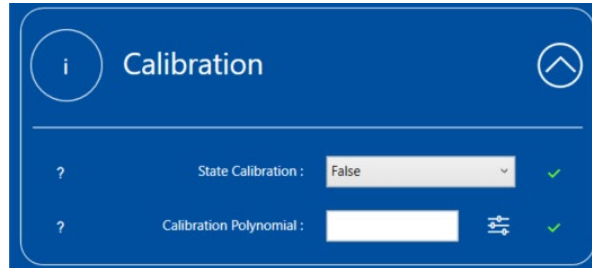 i Calibration
? State Calibration : False
? Calibration Polynomial :